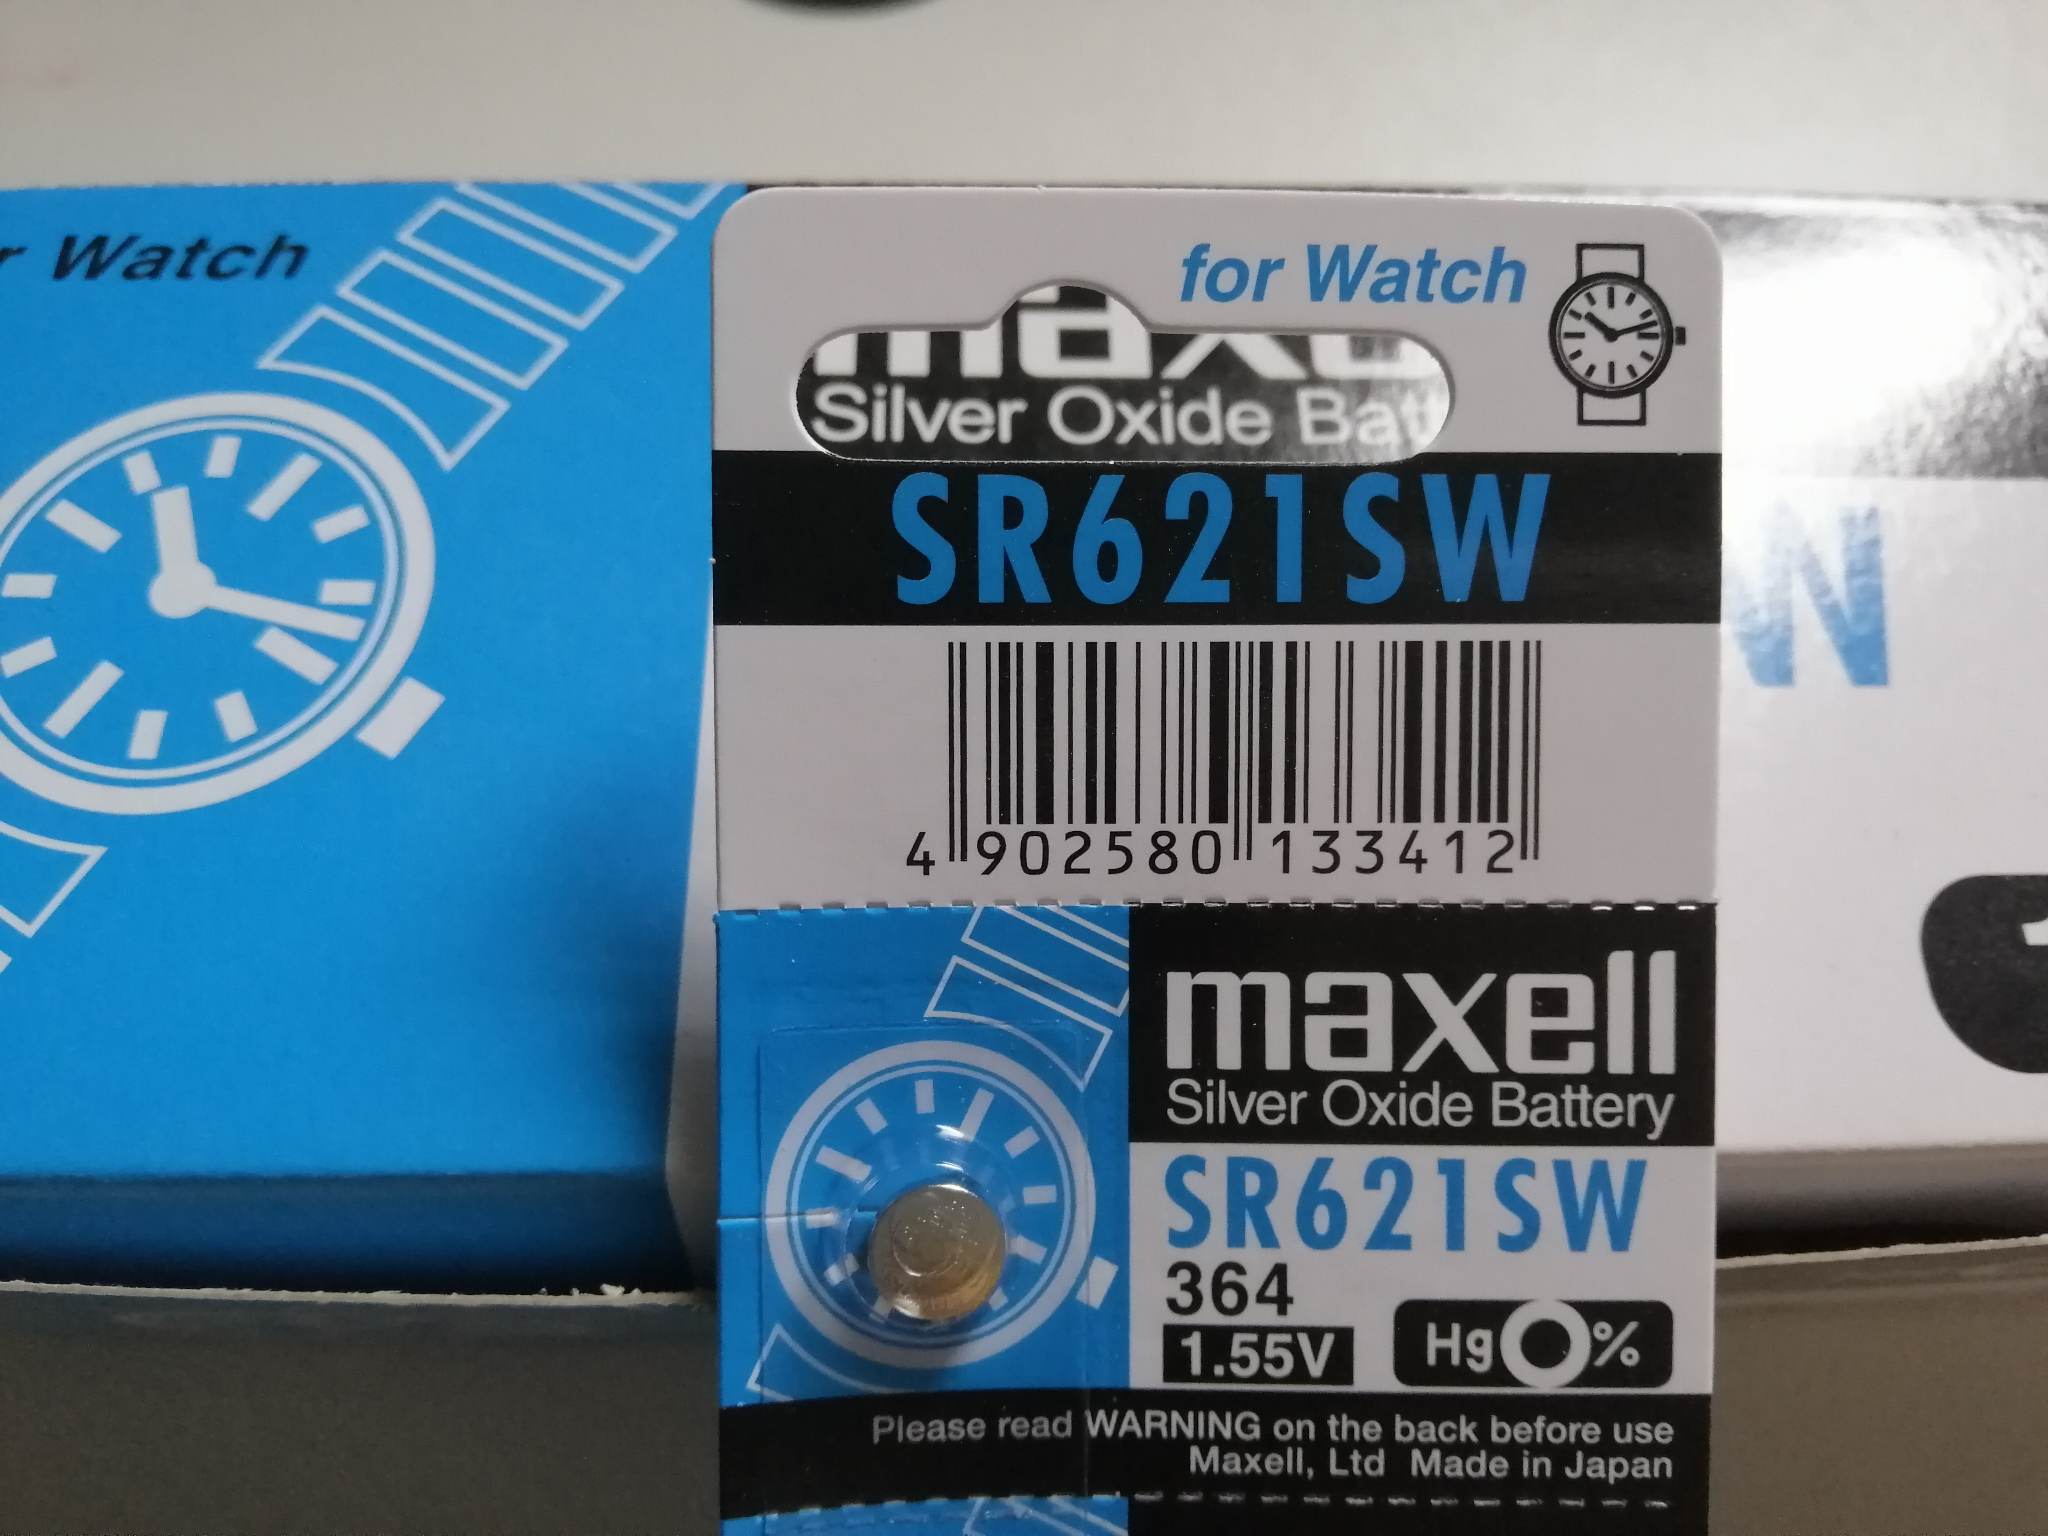 Watch
for Watch
Silver Oxide Batt
SR621SW
4 902580 133412
W
maxell
Silver Oxide Battery
SR621SW
364
1.55V
Hg0%
Please read WARNING on the back before use
Maxell, Ltd Made in Japan